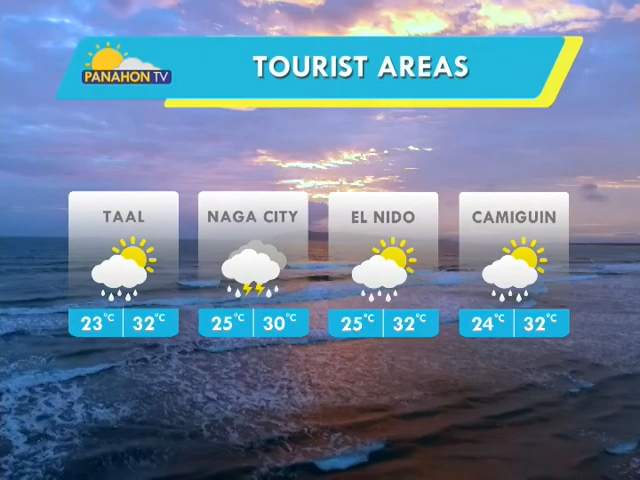 PANAHON TV
TOURIST AREAS
TAAL
23°C 32°C
NAGA CITY
25°C 30°C
EL NIDO
25°C 32°C
CAMIGUIN
24°C 32°C